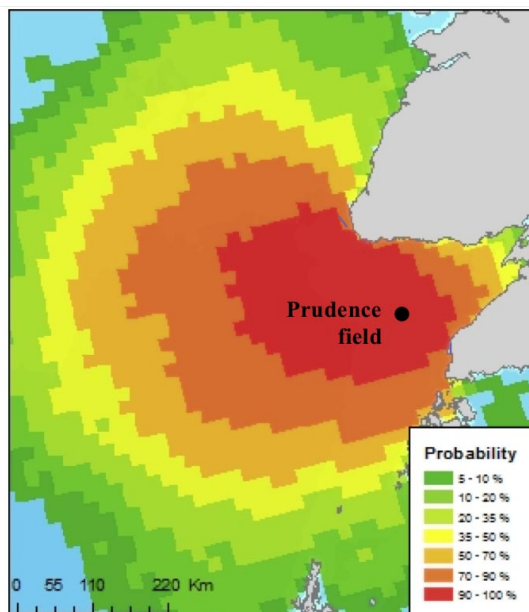 Prudence
field
Probability
5 - 10 %
10 - 20 %
20 - 35 %
35 - 50 %
50 - 70 %
70 - 90 %
90 - 100 %
0 55 110 220 Km